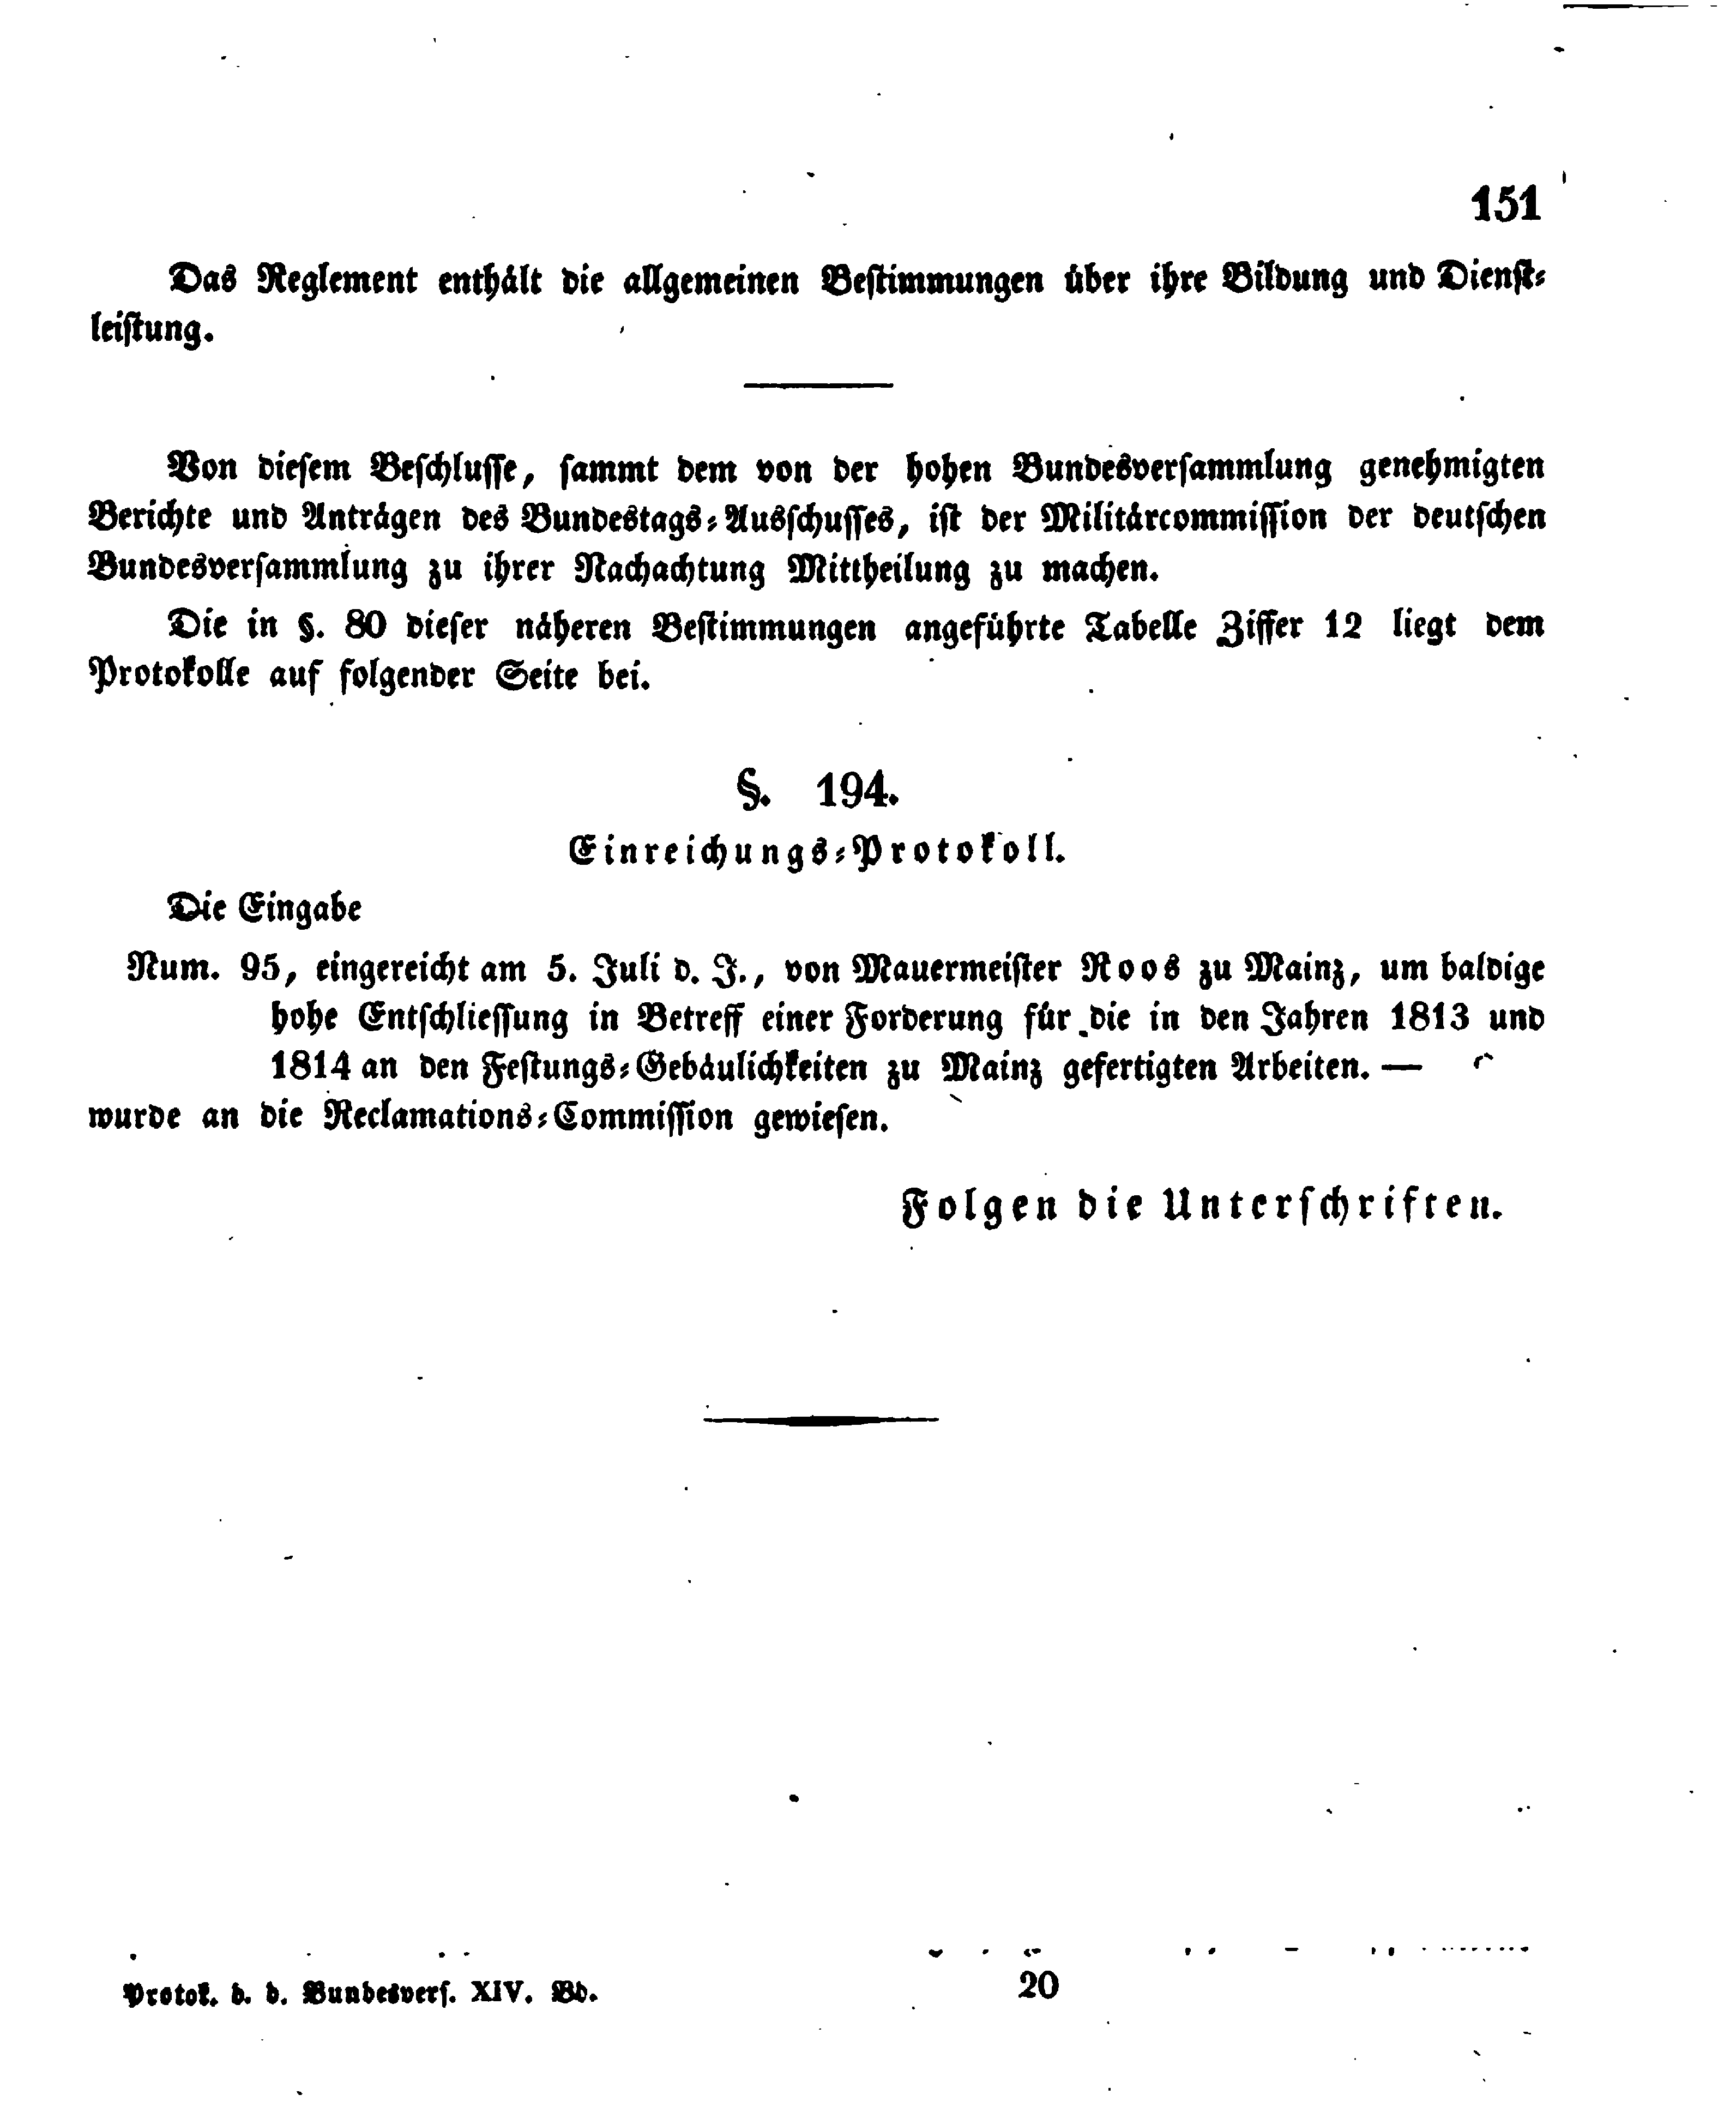 151
Das Reglement enthält die allgemeinen Bestimmungen über ihre Bildung und Dienst-
leistung.
Von diesem Beschlusse, sammt dem von der hohen Bundesversammlung genehmigten
Berichte und Anträgen des Bundestags-Ausschusses, ist der Militärcommission der deutschen
Bundesversammlung zu ihrer Nachachtung Mittheilung zu machen.
Die in §. 80 dieser näheren Bestimmungen angeführte Tabelle Ziffer 12 liegt dem
Protokolle auf folgender Seite bei.
§. 194.
Einreichungs-Protokoll.
Die Eingabe
Num. 95, eingereicht am 5. Juli d. J., von Mauermeister Roos zu Mainz, um baldige
hohe Entschliessung in Betreff einer Forderung für die in den Jahren 1813 und
1814 an den Festungs-Gebäulichkeiten zu Mainz gefertigten Arbeiten. —
wurde an die Reclamations-Commission gewiesen.
Folgen die Unterschriften.
Protok. d. d. Bundesvers. XIV. Bd. 20